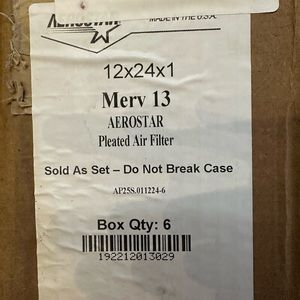 AEROSTAR
MADE IN THE U.S.A.
12x24x1
Merv 13
AEROSTAR
Pleated Air Filter
Sold As Set – Do Not Break Case
AP25S.011224-6
Box Qty: 6
192212013029